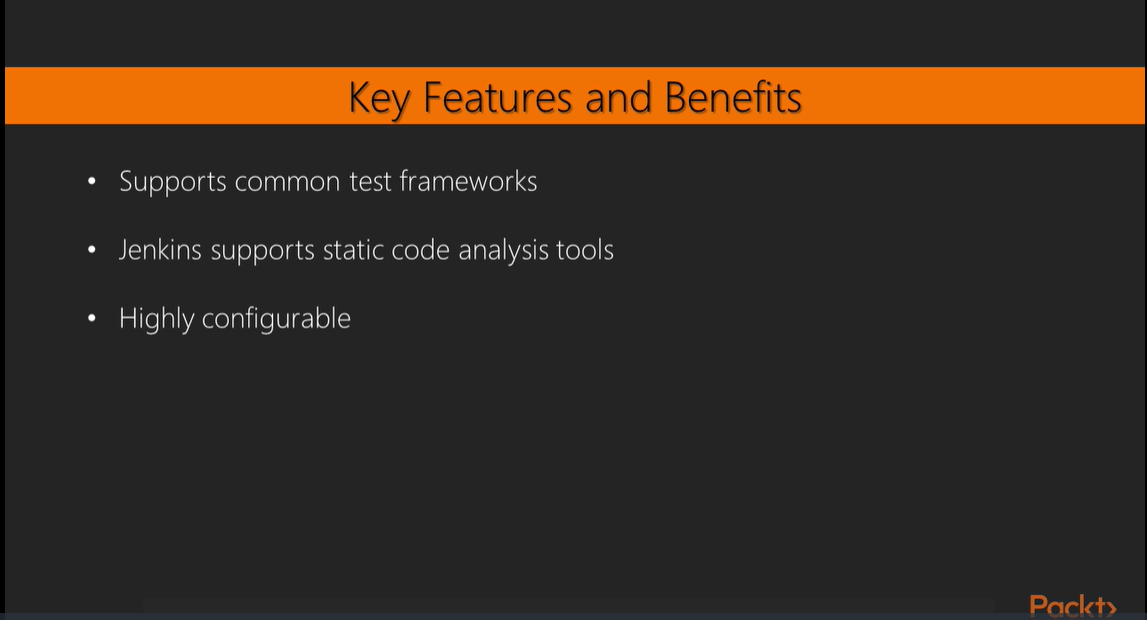 Key Features and Benefits
• Supports common test frameworks
• Jenkins supports static code analysis tools
• Highly configurable
Packt>